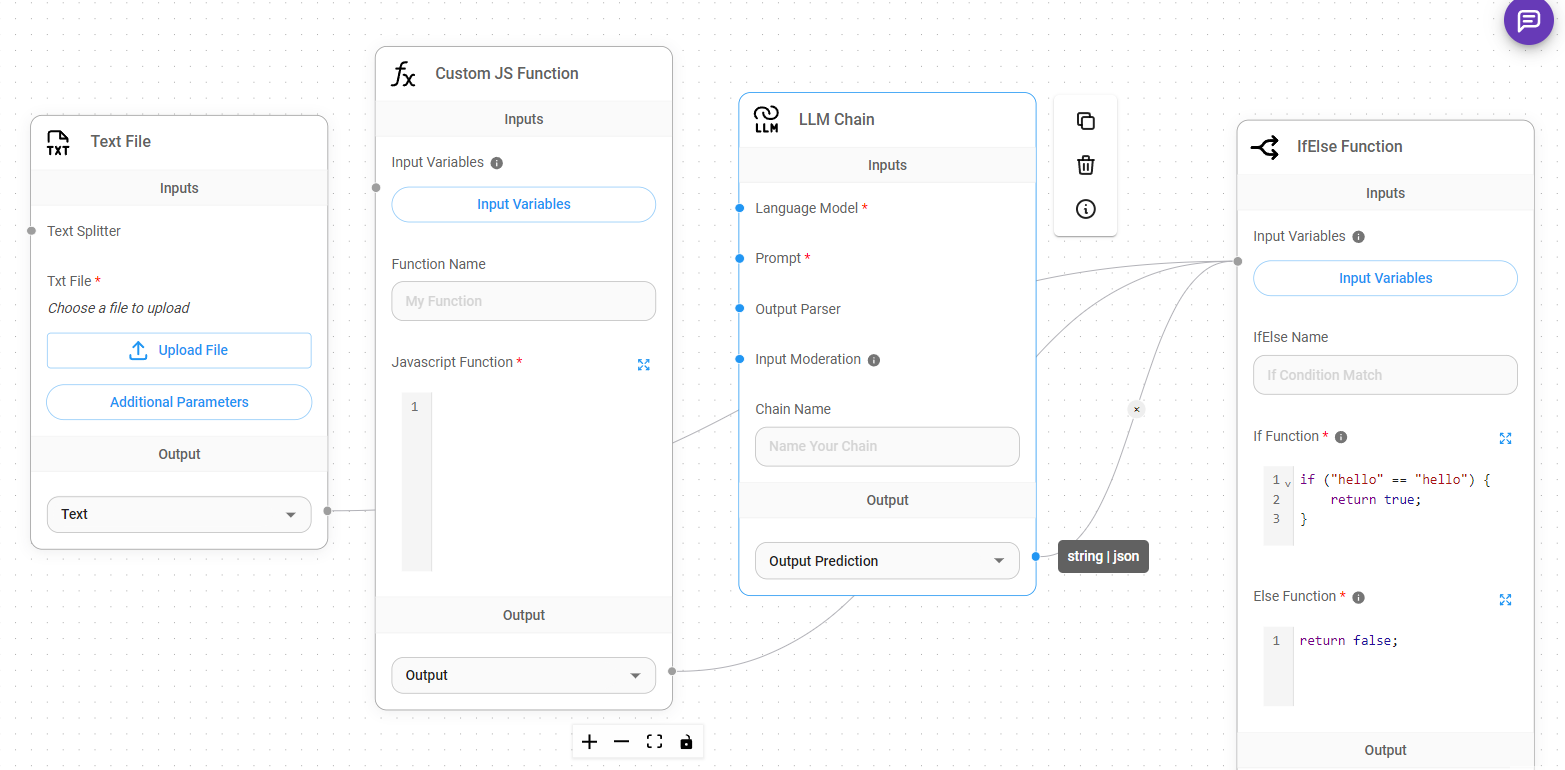 TXT
Text File
Inputs
Text Splitter
Txt File *
Choose a file to upload
Upload File
Additional Parameters
Output
Text
fx
Custom JS Function
Inputs
Input Variables
Input Variables
Function Name
My Function
Javascript Function *
1
Output
Output
LLM
LLM Chain
Inputs
Language Model *
Prompt *
Output Parser
Input Moderation
Chain Name
Name Your Chain
Output
Output Prediction
string | json
IfElse Function
Inputs
Input Variables
Input Variables
IfElse Name
If Condition Match
If Function *
1 if ("hello" == "hello") {
2 return true;
3 }
Else Function *
1 return false;
Output